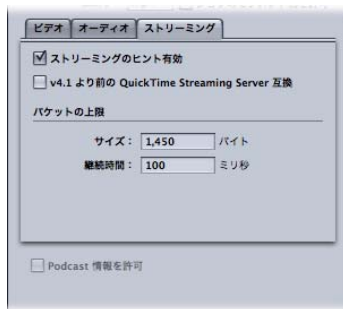 ビデオ オーディオ ストリーミング
ストリーミングのヒント有効
v4.1 より前の QuickTime Streaming Server 互換
パケットの上限
サイズ： 1,450 バイト
継続時間： 100 ミリ秒
Podcast 情報を許可